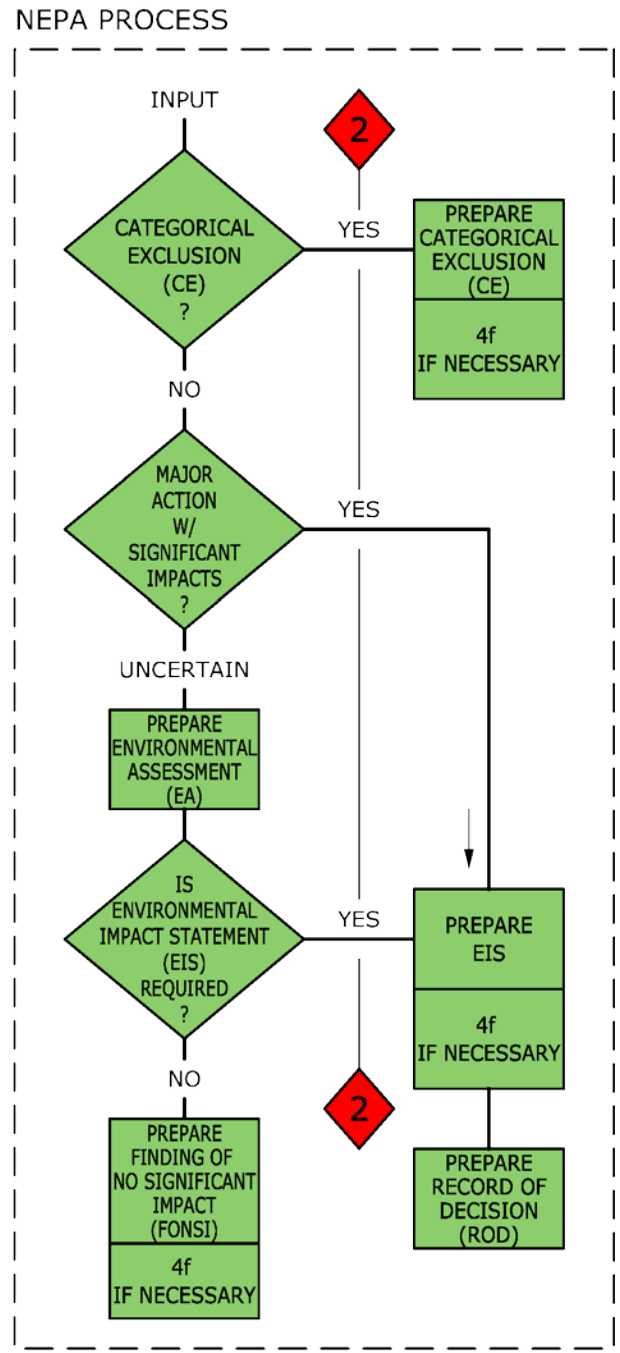 NEPA PROCESS
INPUT
2
CATEGORICAL
EXCLUSION
(CE)
?
YES
PREPARE
CATEGORICAL
EXCLUSION
(CE)
4f
IF NECESSARY
NO
MAJOR
ACTION
W/
SIGNIFICANT
IMPACTS
?
YES
UNCERTAIN
PREPARE
ENVIRONMENTAL
ASSESSMENT
(EA)
IS
ENVIRONMENTAL
IMPACT STATEMENT
(EIS)
REQUIRED
?
YES
PREPARE
EIS
4f
IF NECESSARY
NO
2
PREPARE
FINDING OF
NO SIGNIFICANT
IMPACT
(FONSI)
4f
IF NECESSARY
PREPARE
RECORD OF
DECISION
(ROD)